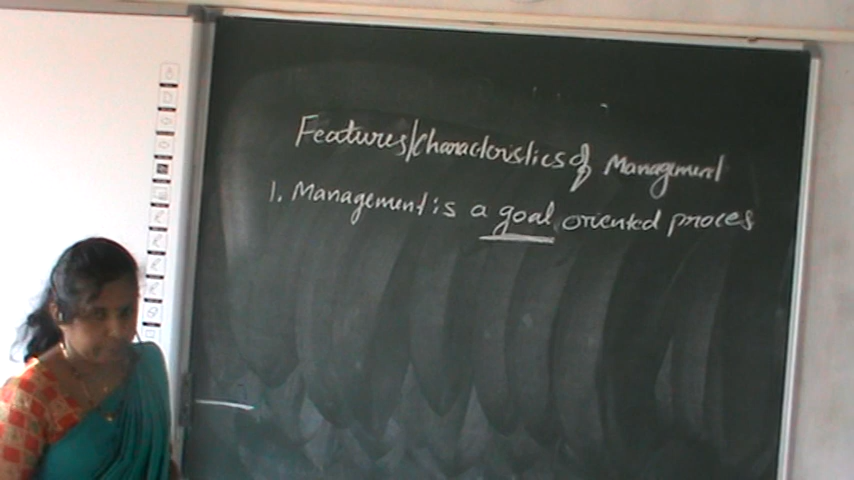 Features/Characteristics of Management
1. Management is a goal oriented proces